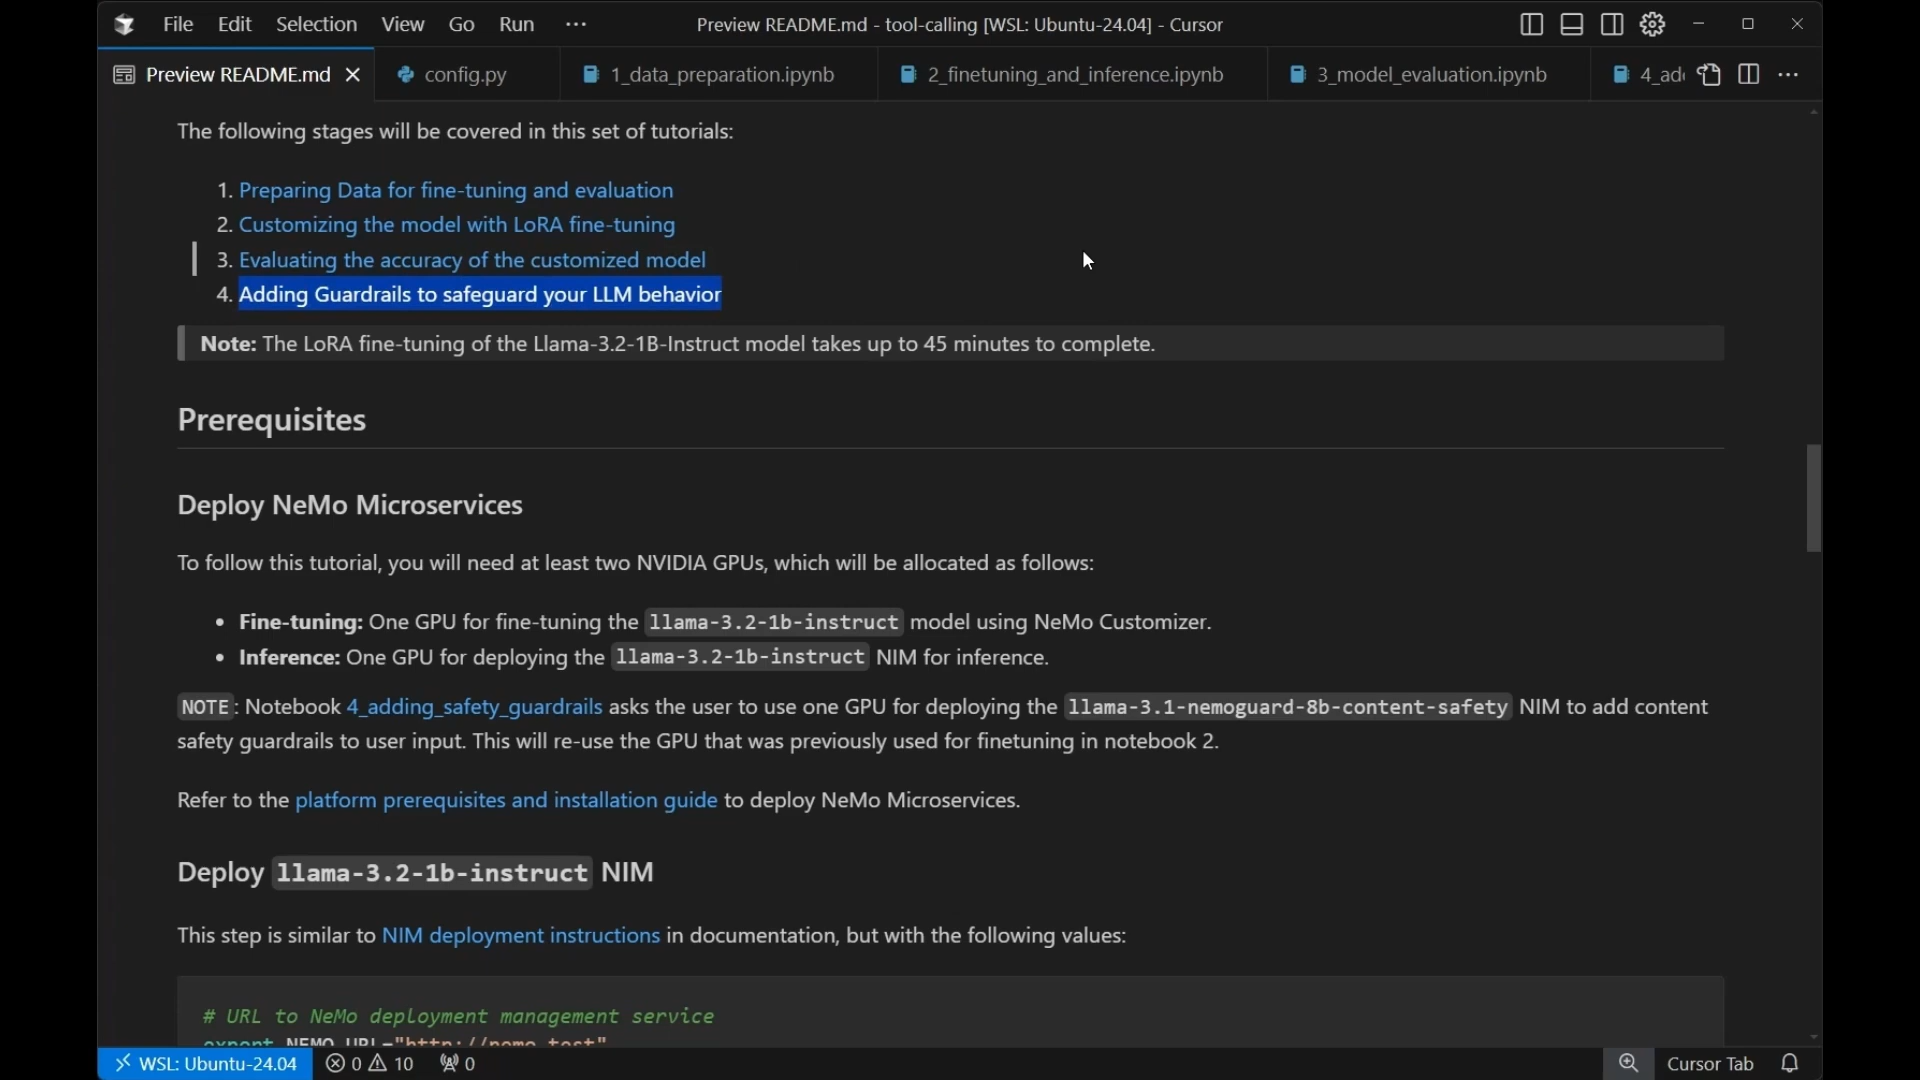 File Edit Selection View Go Run ··· Preview README.md - tool-calling [WSL: Ubuntu-24.04] - Cursor
Preview README.md config.py 1_data_preparation.ipynb 2_finetuning_and_inference.ipynb 3_model_evaluation.ipynb
The following stages will be covered in this set of tutorials:
1. Preparing Data for fine-tuning and evaluation
2. Customizing the model with LoRA fine-tuning
3. Evaluating the accuracy of the customized model
4. Adding Guardrails to safeguard your LLM behavior
Note: The LoRA fine-tuning of the Llama-3.2-1B-Instruct model takes up to 45 minutes to complete.
Prerequisites
Deploy NeMo Microservices
To follow this tutorial, you will need at least two NVIDIA GPUs, which will be allocated as follows:
• Fine-tuning: One GPU for fine-tuning the llama-3.2-1b-instruct model using NeMo Customizer.
• Inference: One GPU for deploying the llama-3.2-1b-instruct NIM for inference.
NOTE: Notebook 4_adding_safety_guardrails asks the user to use one GPU for deploying the llama-3.1-nemoguard-8b-content-safety NIM to add content
safety guardrails to user input. This will re-use the GPU that was previously used for finetuning in notebook 2.
Refer to the platform prerequisites and installation guide to deploy NeMo Microservices.
Deploy llama-3.2-1b-instruct NIM
This step is similar to NIM deployment instructions in documentation, but with the following values:
# URL to NeMo deployment management service
export NEMO_URL="http://nemo.test"
WSL: Ubuntu-24.04 0 10 0 Cursor Tab